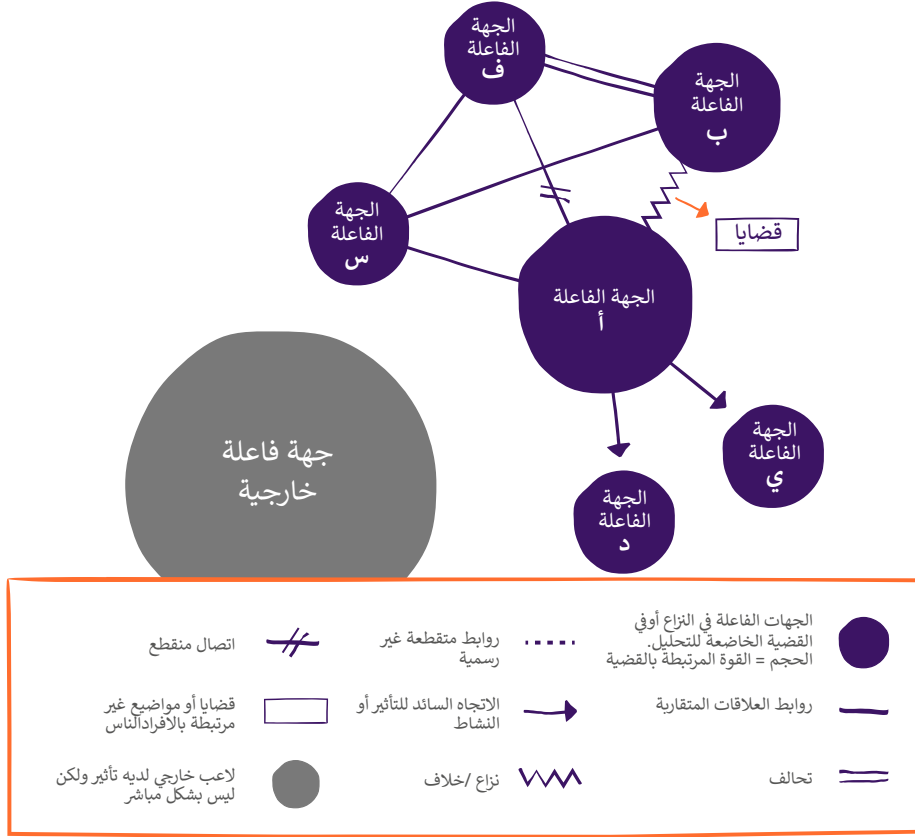 الجهة
الفاعلة
ف
الجهة
الفاعلة
ب
الجهة
الفاعلة
س
قضايا
الجهة الفاعلة
أ
جهة فاعلة
خارجية
الجهة
الفاعلة
ي
الجهة
الفاعلة
د
الجهات الفاعلة في النزاع أوفي
القضية الخاضعة للتحليل.
الحجم = القوة المرتبطة بالقضية
روابط متقطعة غير
رسمية
اتصال منقطع
روابط العلاقات المتقاربة
الاتجاه السائد للتأثير أو
النشاط
قضايا أو مواضيع غير
مرتبطة بالافرادالناس
تحالف
نزاع /خلاف
لاعب خارجي لديه تأثير ولكن
ليس بشكل مباشر